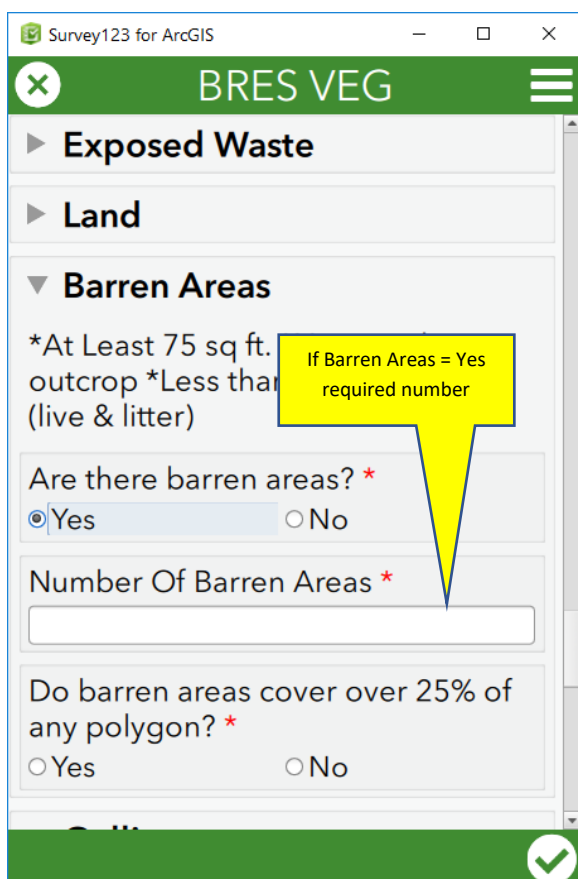 Survey123 for ArcGIS
BRES VEG
Exposed Waste
Land
Barren Areas
*At Least 75 sq ft.
outcrop *Less than
(live & litter)
If Barren Areas = Yes
required number
Are there barren areas? *
Yes No
Number Of Barren Areas *
Do barren areas cover over 25% of
any polygon? *
Yes No